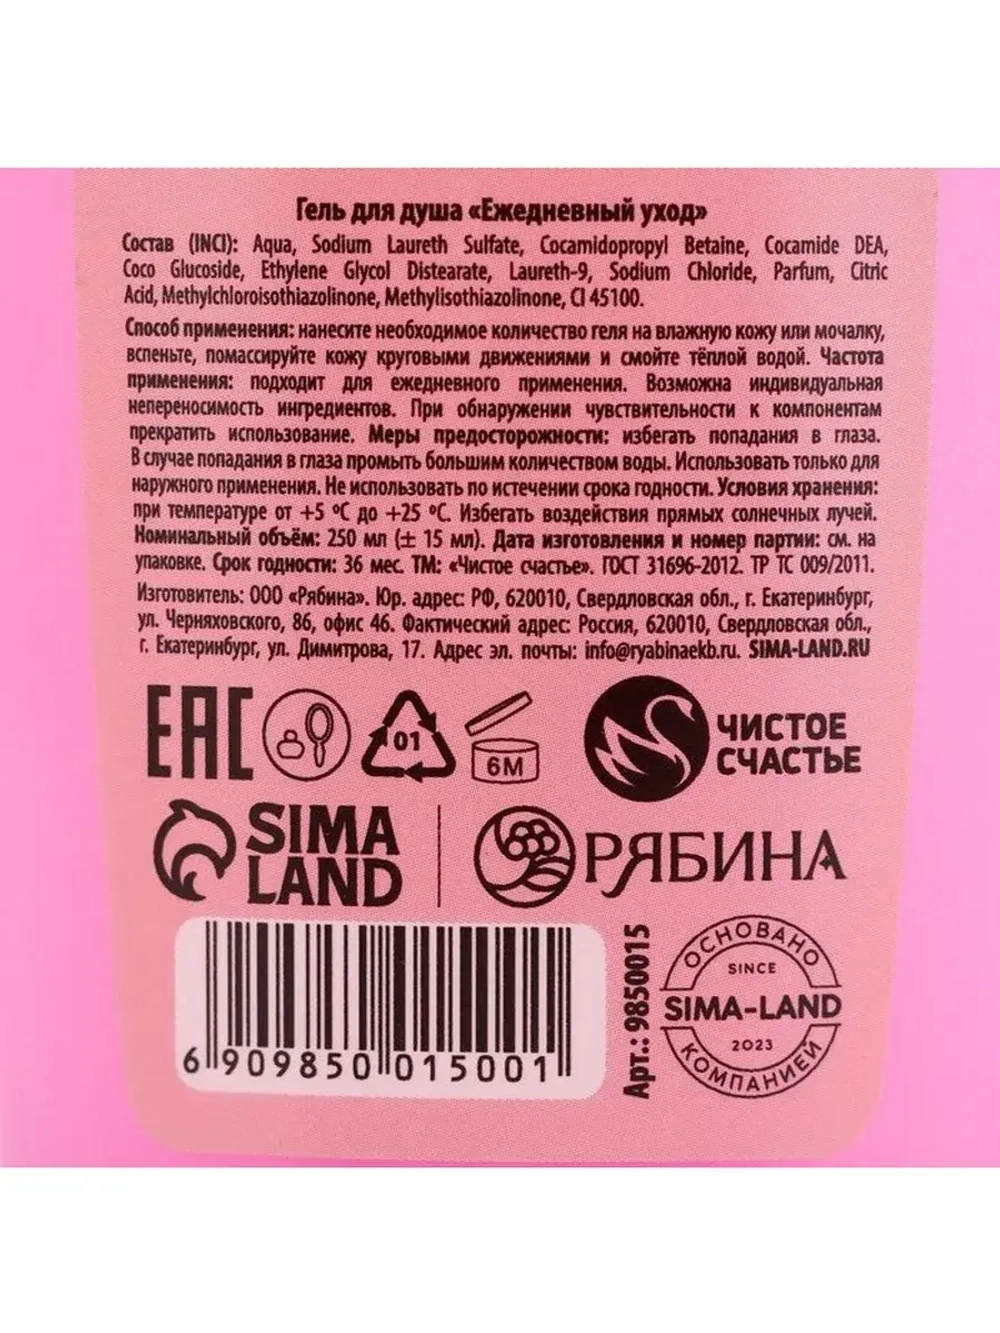 Гель для душа «Ежедневный уход»
Состав (INCI): Aqua, Sodium Laureth Sulfate, Cocamidopropyl Betaine, Cocamide DEA,
Coco Glucoside, Ethylene Glycol Distearate, Laureth-9, Sodium Chloride, Parfum, Citric
Acid, Methylchloroisothiazolinone, Methylisothiazolinone, CI 45100.
Способ применения: нанесите необходимое количество геля на влажную кожу или мочалку,
вспеньте, помассируйте кожу круговыми движениями и смойте тёплой водой. Частота
применения: подходит для ежедневного применения. Возможна индивидуальная
непереносимость ингредиентов. При обнаружении чувствительности к компонентам
прекратить использование. Меры предосторожности: избегать попадания в глаза.
В случае попадания в глаза промыть большим количеством воды. Использовать только для
наружного применения. Не использовать по истечении срока годности. Условия хранения:
при температуре от +5 ºC до +25 ºC. Избегать воздействия прямых солнечных лучей.
Номинальный объём: 250 мл (± 15 мл). Дата изготовления и номер партии: см. на
упаковке. Срок годности: 36 мес. ТМ: «Чистое счастье». ГОСТ 31696-2012. ТР ТС 009/2011.
Изготовитель: ООО «Рябина». Юр. адрес: РФ, 620010, Свердловская обл., г. Екатеринбург,
ул. Черняховского, 86, офис 46. Фактический адрес: Россия, 620010, Свердловская обл.,
г. Екатеринбург, ул. Димитрова, 17. Адрес эл. почты: info@ryabinaekb.ru. SIMA-LAND.RU
EAC
01
6M
ЧИСТОЕ
СЧАСТЬЕ
SIMA
LAND
РЯБИНА
6 909850 015001
Арт.: 9850015
ОСНОВАНО
SINCE
SIMA-LAND
2023
КОМПАНИЕЙ